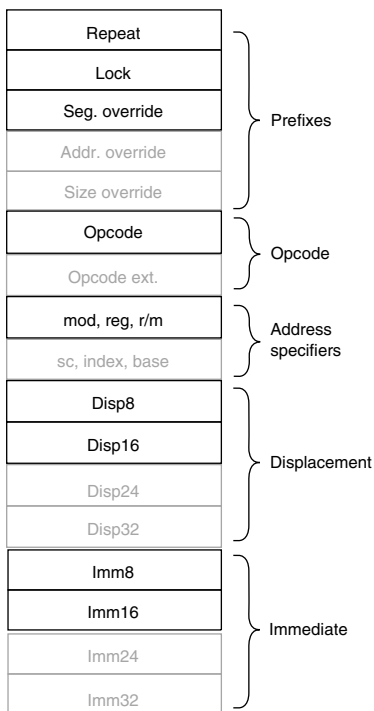 Repeat
Lock
Seg. override
Addr. override
Size override
Prefixes
Opcode
Opcode ext.
Opcode
mod, reg, r/m
sc, index, base
Address
specifiers
Disp8
Disp16
Disp24
Disp32
Displacement
Imm8
Imm16
Imm24
Imm32
Immediate